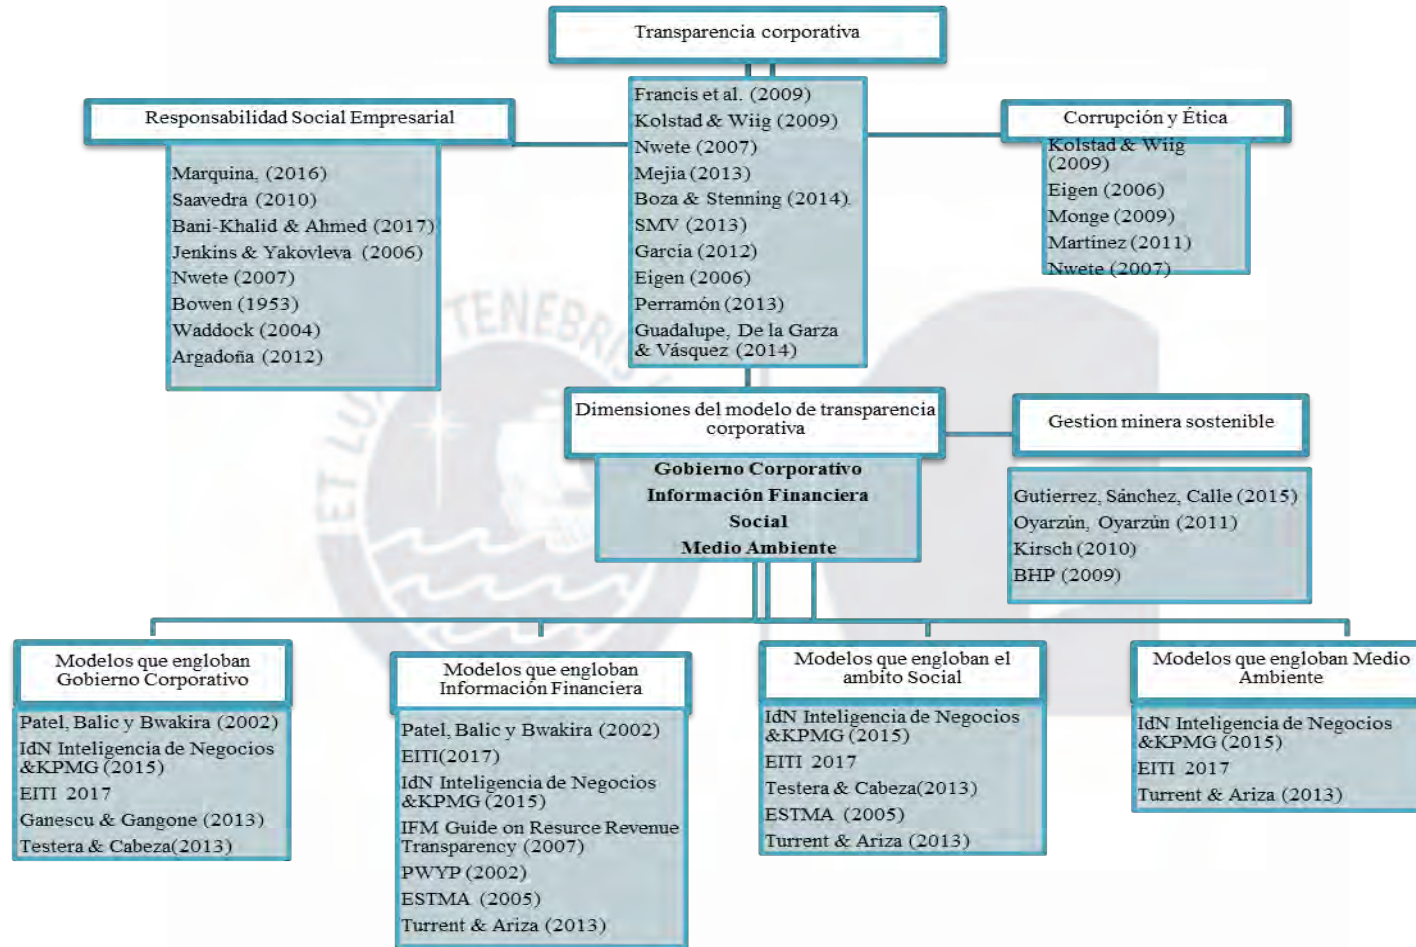 Transparencia corporativa
Responsabilidad Social Empresarial
Marquina, (2016)
Saavedra (2010)
Bani-Khalid & Ahmed (2017)
Jenkins & Yakovleva (2006)
Nwete (2007)
Bowen (1953)
Waddock (2004)
Argadoña (2012)
Francis et al. (2009)
Kolstad & Wiig (2009)
Nwete (2007)
Mejia (2013)
Boza & Stenning (2014).
SMV (2013)
García (2012)
Eigen (2006)
Perramón (2013)
Guadalupe, De la Garza
& Vásquez (2014)
Corrupción y Ética
Kolstad & Wiig
(2009)
Eigen (2006)
Monge (2009)
Martínez (2011)
Nwete (2007)
ET LUX TENEBRIS
Dimensiones del modelo de transparencia
corporativa
Gobierno Corporativo
Información Financiera
Social
Medio Ambiente
Gestion minera sostenible
Gutierrez, Sánchez, Calle (2015)
Oyarzún, Oyarzún (2011)
Kirsch (2010)
BHP (2009)
Modelos que engloban
Gobierno Corporativo
Patel, Balic y Bwakira (2002)
IdN Inteligencia de Negocios
&KPMG (2015)
EITI 2017
Ganescu & Gangone (2013)
Testera & Cabeza(2013)
Modelos que engloban
Información Financiera
Patel, Balic y Bwakira (2002)
EITI(2017)
IdN Inteligencia de Negocios
&KPMG (2015)
IFM Guide on Resurce Revenue
Transparency (2007)
PWYP (2002)
ESTMA (2005)
Turrent & Ariza (2013)
Modelos que engloban el
ambito Social
IdN Inteligencia de Negocios
&KPMG (2015)
EITI 2017
Testera & Cabeza(2013)
ESTMA (2005)
Turrent & Ariza (2013)
Modelos que engloban Medio
Ambiente
IdN Inteligencia de Negocios
&KPMG (2015)
EITI 2017
Turrent & Ariza (2013)